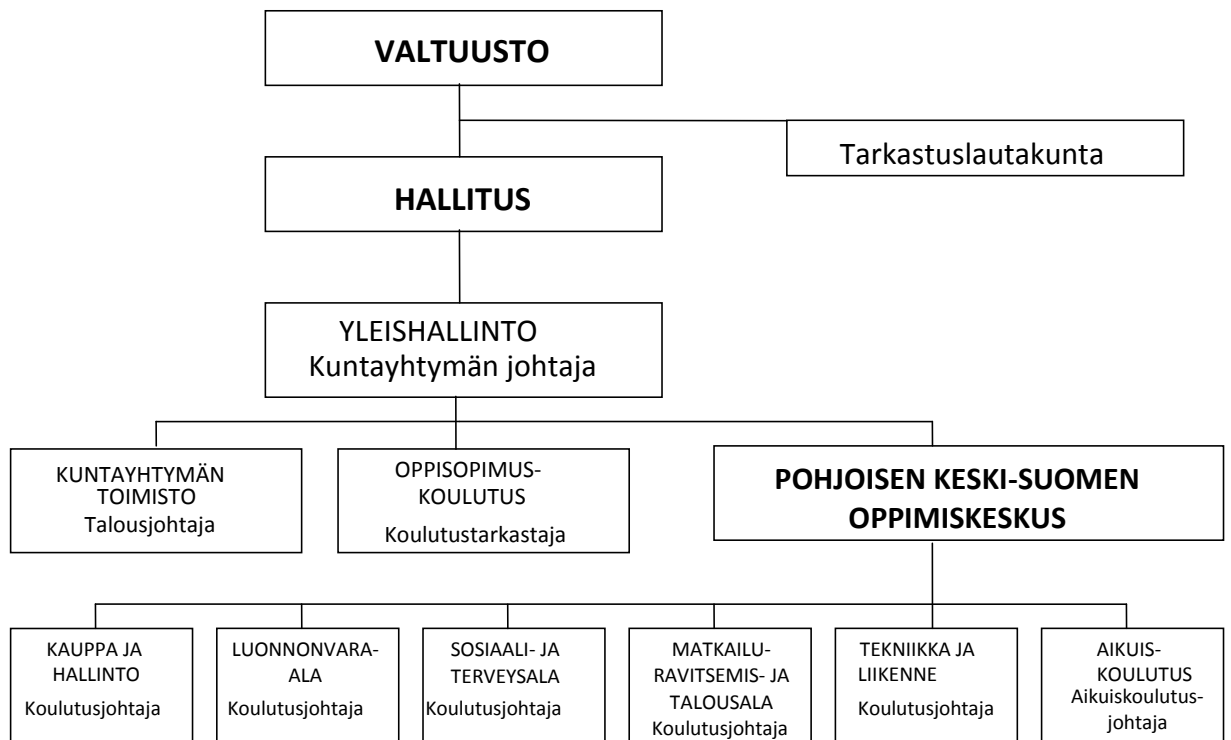 VALTUUSTO
Tarkastuslautakunta
HALLITUS
YLEISHALLINTO
Kuntayhtymän johtaja
KUNTAYHTYMÄN
TOIMISTO
Talousjohtaja
OPPISOPIMUS-
KOULUTUS
Koulutustarkastaja
POHJOISEN KESKI-SUOMEN
OPPIMISKESKUS
KAUPPA JA
HALLINTO
Koulutusjohtaja
LUONNONVARA-
ALA
Koulutusjohtaja
SOSIAALI- JA
TERVEYSALA
Koulutusjohtaja
MATKAILU-
RAVITSEMIS- JA
TALOUSALA
Koulutusjohtaja
TEKNIIKKA JA
LIIKENNE
Koulutusjohtaja
AIKUIS-
KOULUTUS
Aikuiskoulutus-
johtaja